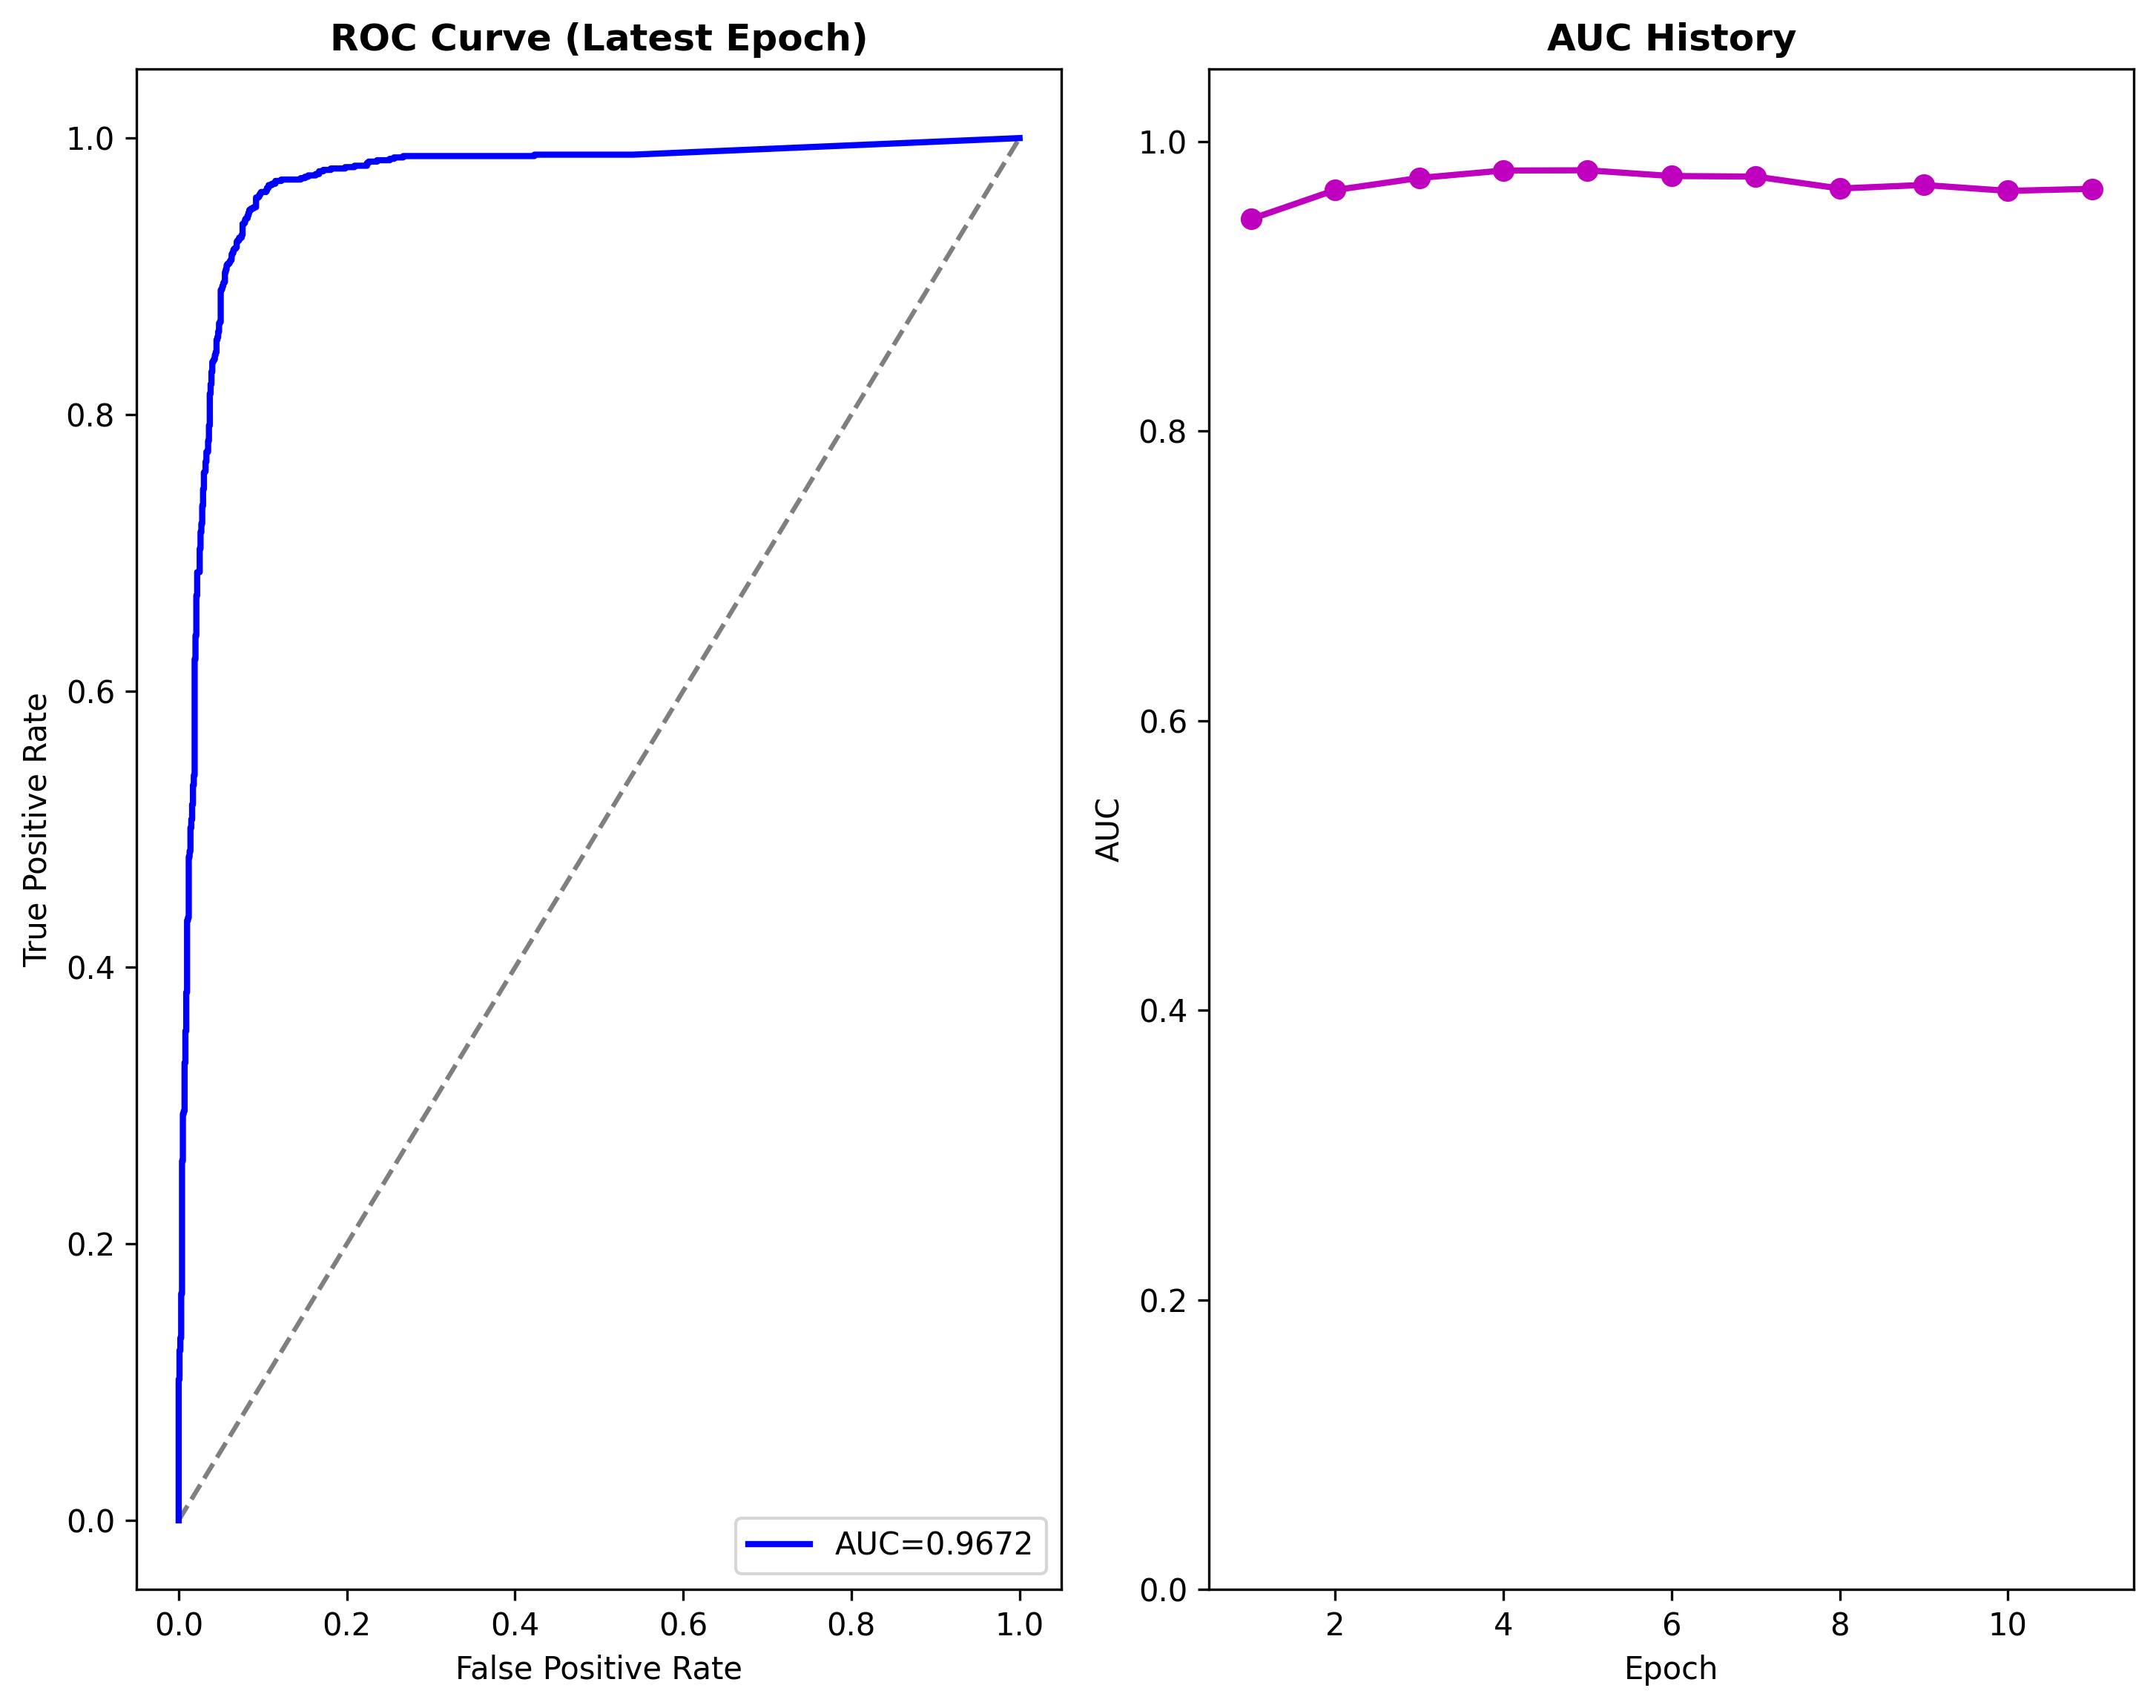 ROC Curve (Latest Epoch)
True Positive Rate
1.0
0.8
0.6
0.4
0.2
0.0
AUC=0.9672
0.0 0.2 0.4 0.6 0.8 1.0
False Positive Rate
AUC History
AUC
1.0
0.8
0.6
0.4
0.2
0.0
2 4 6 8 10
Epoch